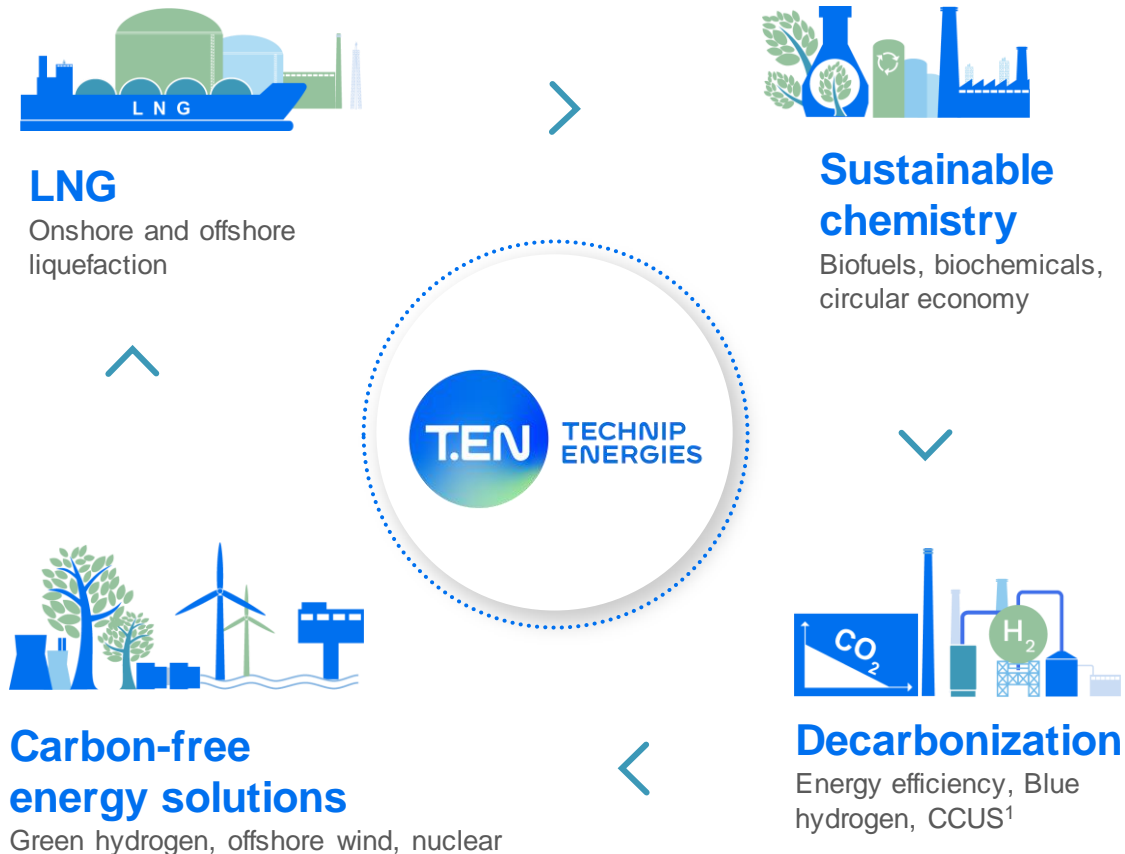 L N G
LNG
Onshore and offshore
liquefaction
Sustainable
chemistry
Biofuels, biochemicals,
circular economy
T.EN
TECHNIP
ENERGIES
CO2
H2
Carbon-free
energy solutions
Green hydrogen, offshore wind, nuclear
Decarbonization
Energy efficiency, Blue
hydrogen, CCUS¹